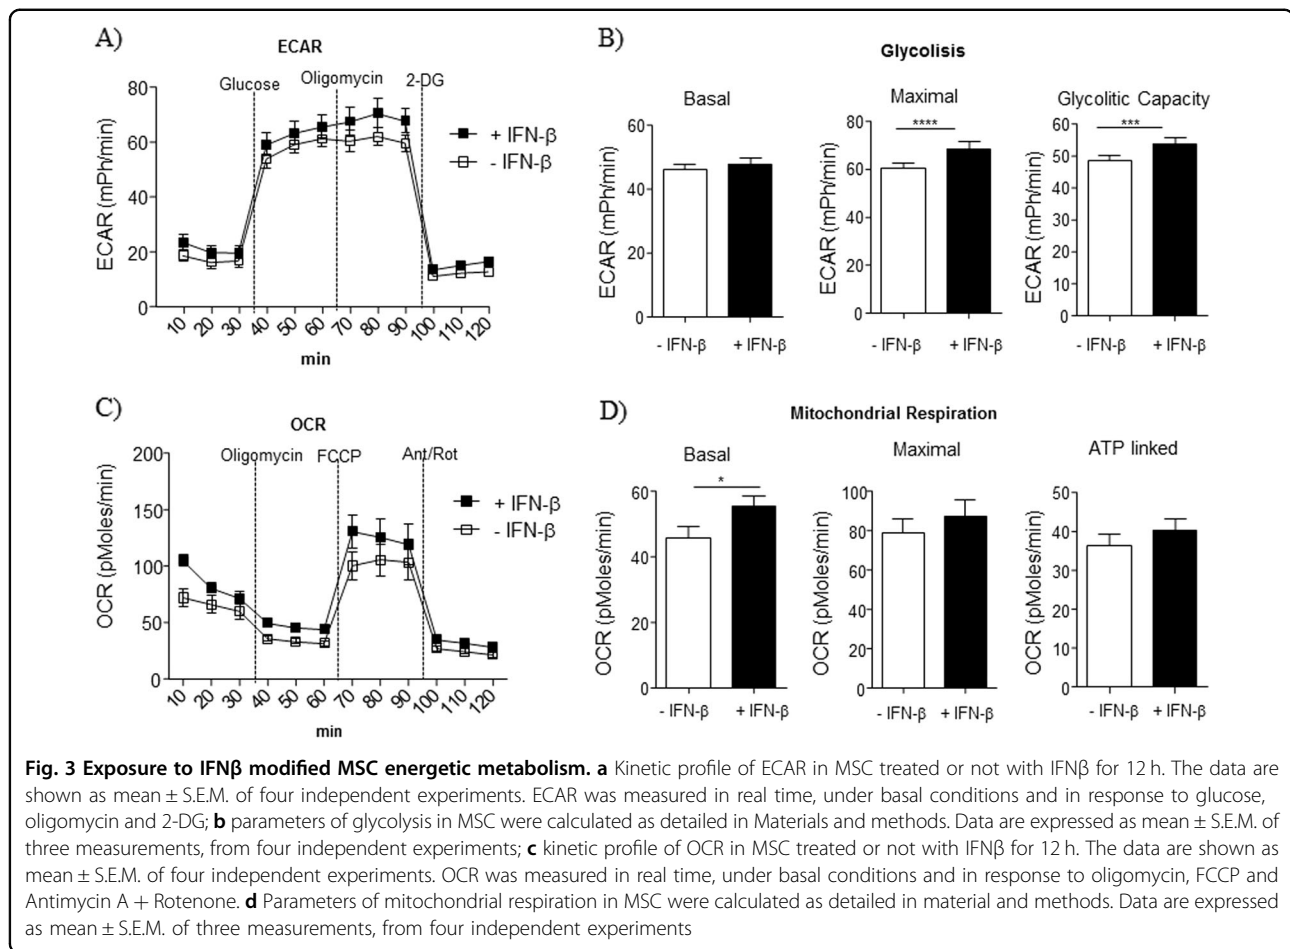 A)
ECAR
Glucose
Oligomycin
2-DG
ECAR (mPh/min)
80
60
40
20
0
+ IFN-β
- IFN-β
10 20 30 40 50 60 70 80 90 100 110 120
min
B)
Glycolisis
Basal
ECAR (mPh/min)
60
40
20
0
- IFN-β + IFN-β
Maximal
****
ECAR (mPh/min)
80
60
40
20
0
- IFN-β + IFN-β
Glycolitic Capacity
***
ECAR (mPh/min)
60
50
40
30
20
10
0
- IFN-β + IFN-β
C)
OCR
Oligomycin
FCCP
Ant/Rot
OCR (pMoles/min)
200
150
100
50
0
+ IFN-β
- IFN-β
10 20 30 40 50 60 70 80 90 100 110 120
min
D)
Mitochondrial Respiration
Basal
*
OCR (pMoles/min)
60
40
20
0
- IFN-β + IFN-β
Maximal
OCR (pMoles/min)
100
80
60
40
20
0
- IFN-β + IFN-β
ATP linked
OCR (pMoles/min)
50
40
30
20
10
0
- IFN-β + IFN-β
Fig. 3 Exposure to IFNβ modified MSC energetic metabolism. a Kinetic profile of ECAR in MSC treated or not with IFNβ for 12 h. The data are
shown as mean ± S.E.M. of four independent experiments. ECAR was measured in real time, under basal conditions and in response to glucose,
oligomycin and 2-DG; b parameters of glycolysis in MSC were calculated as detailed in Materials and methods. Data are expressed as mean ± S.E.M. of
three measurements, from four independent experiments; c kinetic profile of OCR in MSC treated or not with IFNβ for 12 h. The data are shown as
mean ± S.E.M. of four independent experiments. OCR was measured in real time, under basal conditions and in response to oligomycin, FCCP and
Antimycin A + Rotenone. d Parameters of mitochondrial respiration in MSC were calculated as detailed in material and methods. Data are expressed
as mean ± S.E.M. of three measurements, from four independent experiments